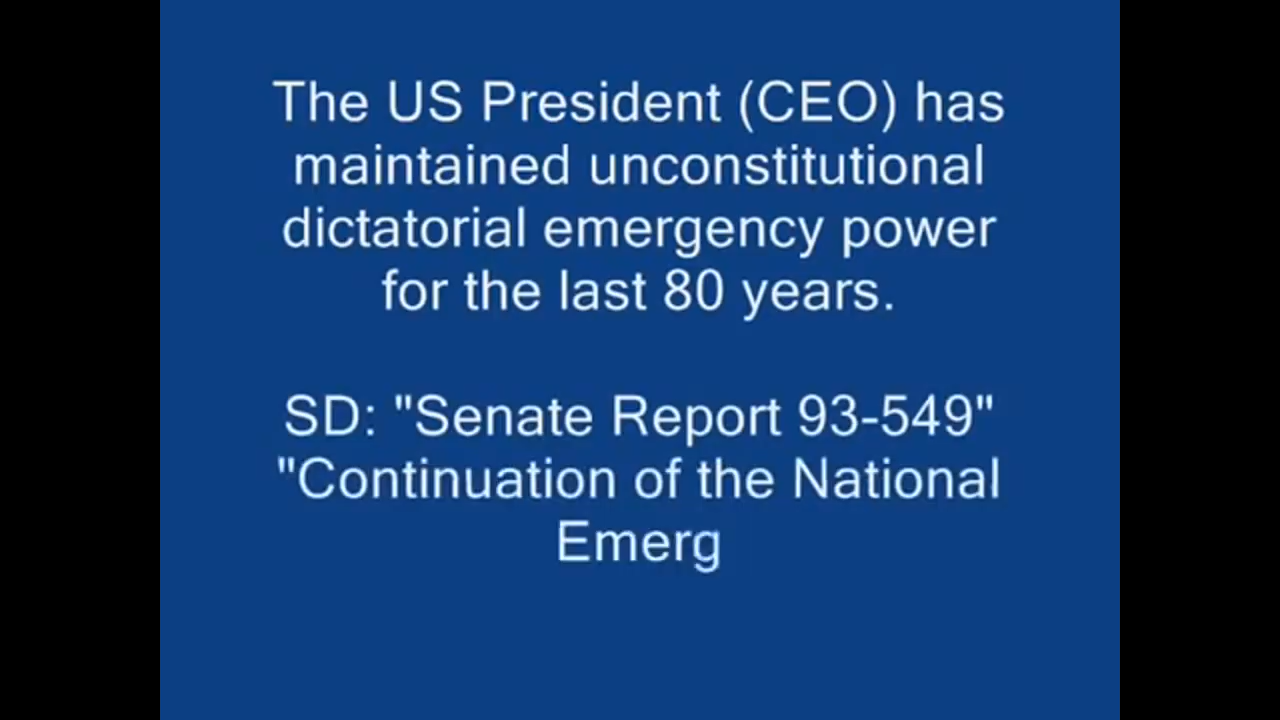 The US President (CEO) has
maintained unconstitutional
dictatorial emergency power
for the last 80 years.
SD: "Senate Report 93-549"
"Continuation of the National
Emerg